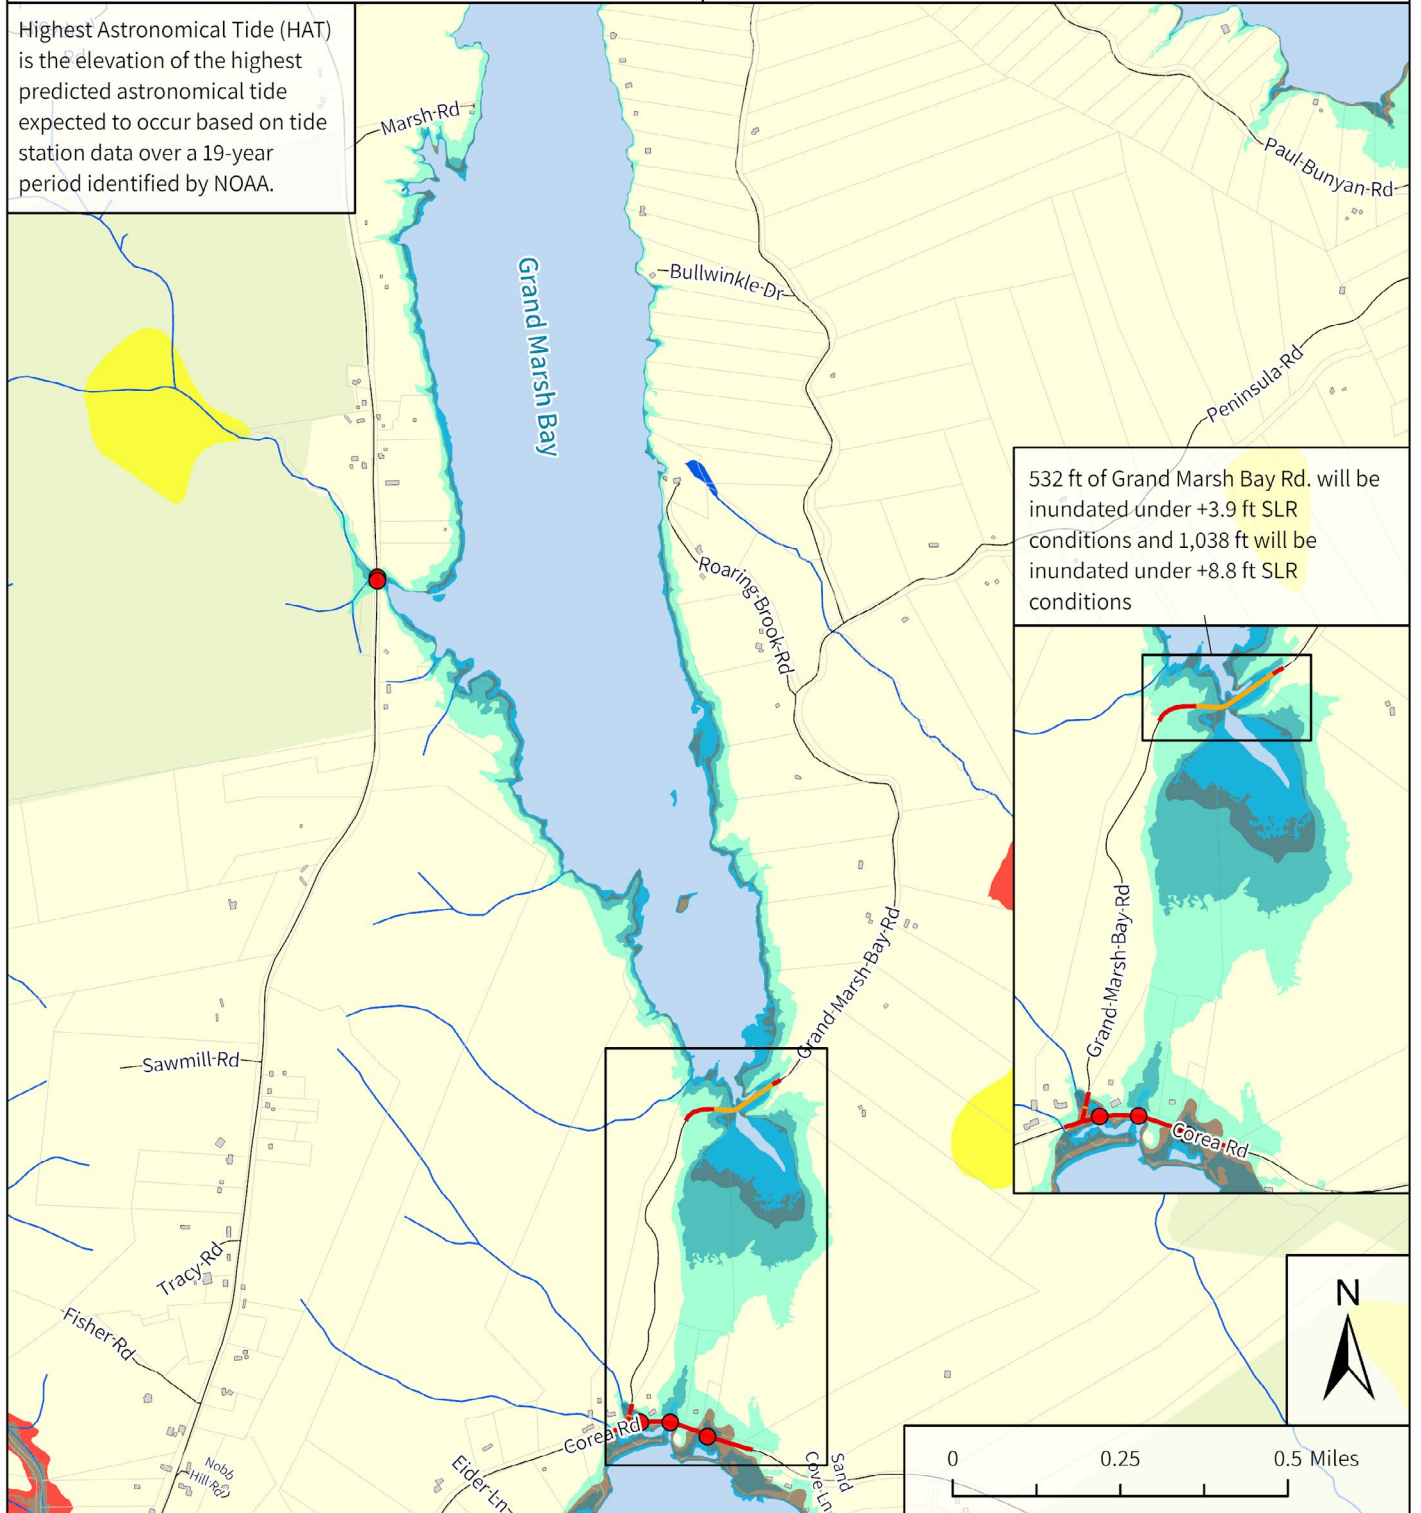 Highest Astronomical Tide (HAT)
is the elevation of the highest
predicted astronomical tide
expected to occur based on tide
station data over a 19-year
period identified by NOAA.
Marsh-Rd
Paul-Bunyan-Rd
Grand Marsh Bay
Bullwinkle-Dr
Peninsula-Rd
532 ft of Grand Marsh Bay Rd. will be
inundated under +3.9 ft SLR
conditions and 1,038 ft will be
inundated under +8.8 ft SLR
conditions
Roaring-Brook-Rd
Grand-Marsh-Bay-Rd
Grand-Marsh-Bay-Rd
Sawmill-Rd
Corea Rd
Tracy-Rd
Fisher-Rd
N
Corea Rd
Eider-Ln
Nobb
Hill-Rd
Sand
Cove-Ln
0 0.25 0.5 Miles